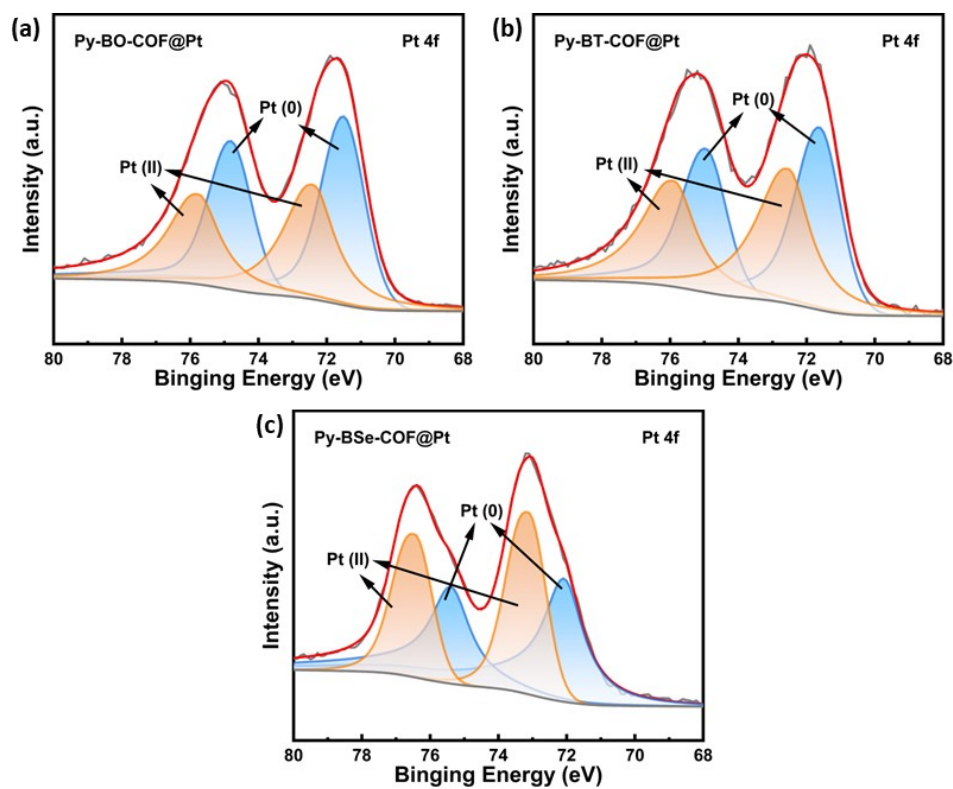 (a)
Py-BO-COF@Pt
Pt 4f
Pt (0)
Pt (II)
Intensity (a.u.)
80 78 76 74 72 70 68
Binging Energy (eV)
(b)
Py-BT-COF@Pt
Pt 4f
Pt (0)
Pt (II)
Intensity (a.u.)
80 78 76 74 72 70 68
Binging Energy (eV)
(c)
Py-BSe-COF@Pt
Pt 4f
Pt (0)
Pt (II)
Intensity (a.u.)
80 78 76 74 72 70 68
Binging Energy (eV)